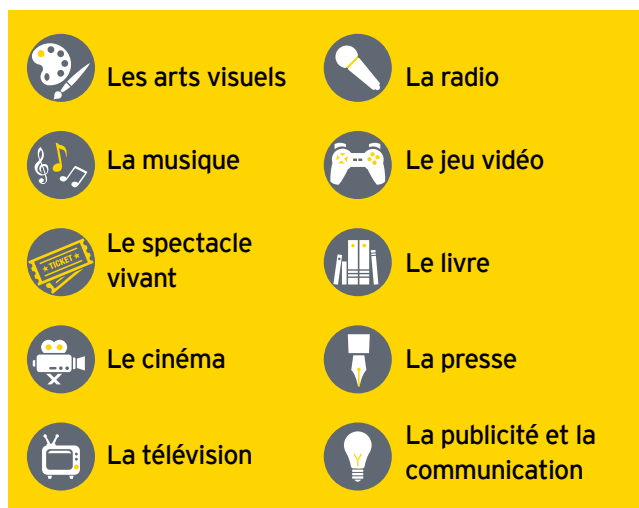 Les arts visuels
La musique
TICKET
Le spectacle
vivant
Le cinéma
La télévision
La radio
Le jeu vidéo
Le livre
La presse
La publicité et la
communication